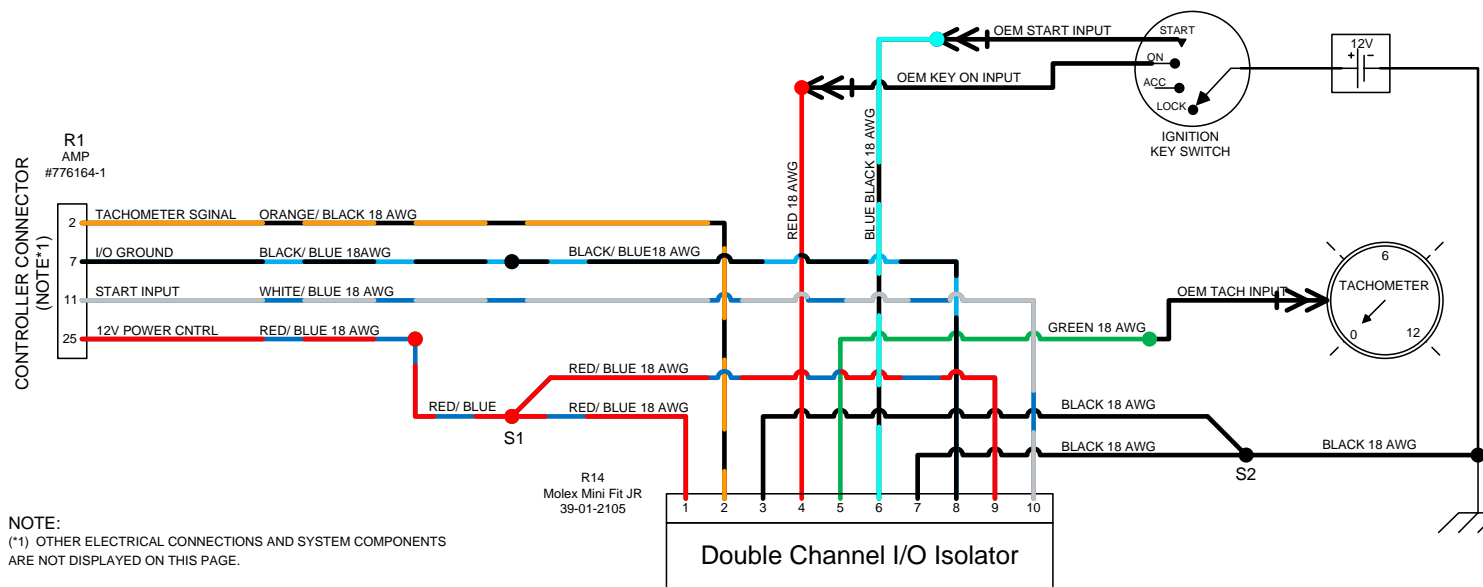 OEM START INPUT
START
12V
+ -
ON
OEM KEY ON INPUT
ACC
LOCK
IGNITION
KEY SWITCH
R1
AMP
#776164-1
CONTROLLER CONNECTOR
(NOTE*1)
RED 18 AWG
BLUE BLACK 18 AWG
2 TACHOMETER SGINAL ORANGE/ BLACK 18 AWG
7 I/O GROUND BLACK/ BLUE 18AWG BLACK/ BLUE18 AWG
11 START INPUT WHITE/ BLUE 18 AWG
25 12V POWER CNTRL RED/ BLUE 18 AWG
6
TACHOMETER
0 12
OEM TACH INPUT
GREEN 18 AWG
RED/ BLUE 18 AWG
RED/ BLUE
RED/ BLUE 18 AWG
S1
BLACK 18 AWG
BLACK 18 AWG
BLACK 18 AWG
S2
R14
Molex Mini Fit JR
39-01-2105
1 2 3 4 5 6 7 8 9 10
Double Channel I/O Isolator
NOTE:
(*1) OTHER ELECTRICAL CONNECTIONS AND SYSTEM COMPONENTS
ARE NOT DISPLAYED ON THIS PAGE.